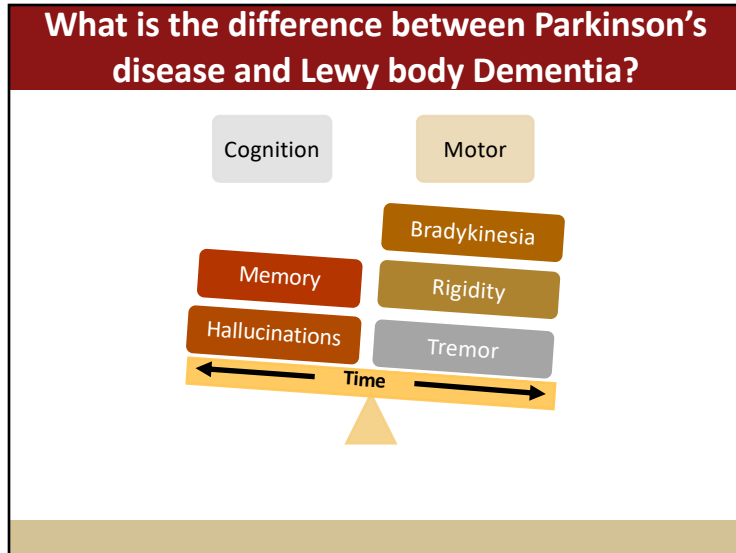 What is the difference between Parkinson’s
disease and Lewy body Dementia?
Cognition
Motor
Bradykinesia
Memory
Rigidity
Hallucinations
Tremor
Time